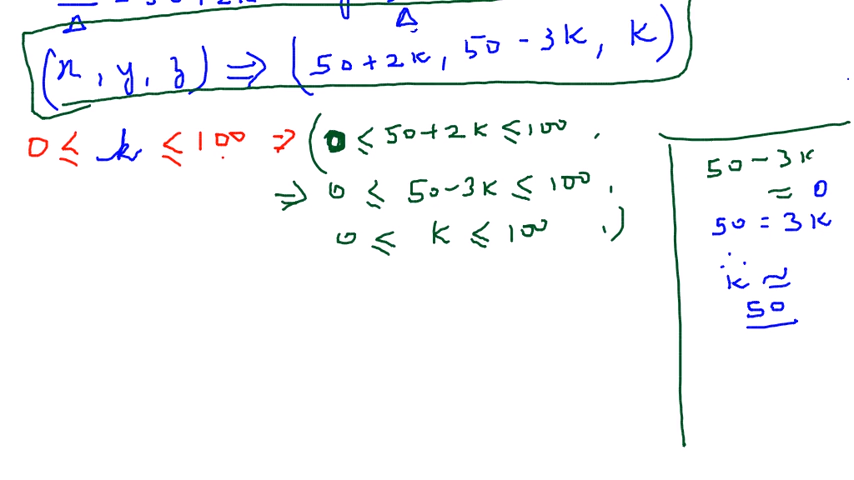 (x, y, z) ⇒ (50+2k, 50-3k, k)
0 ≤ k ≤ 100 ⇒ (0 ≤ 50+2k ≤ 100,
⇒ 0 ≤ 50-3k ≤ 100,
0 ≤ k ≤ 100 ,)
50-3k
≈ 0
50 = 3k
∴ k ≈
50